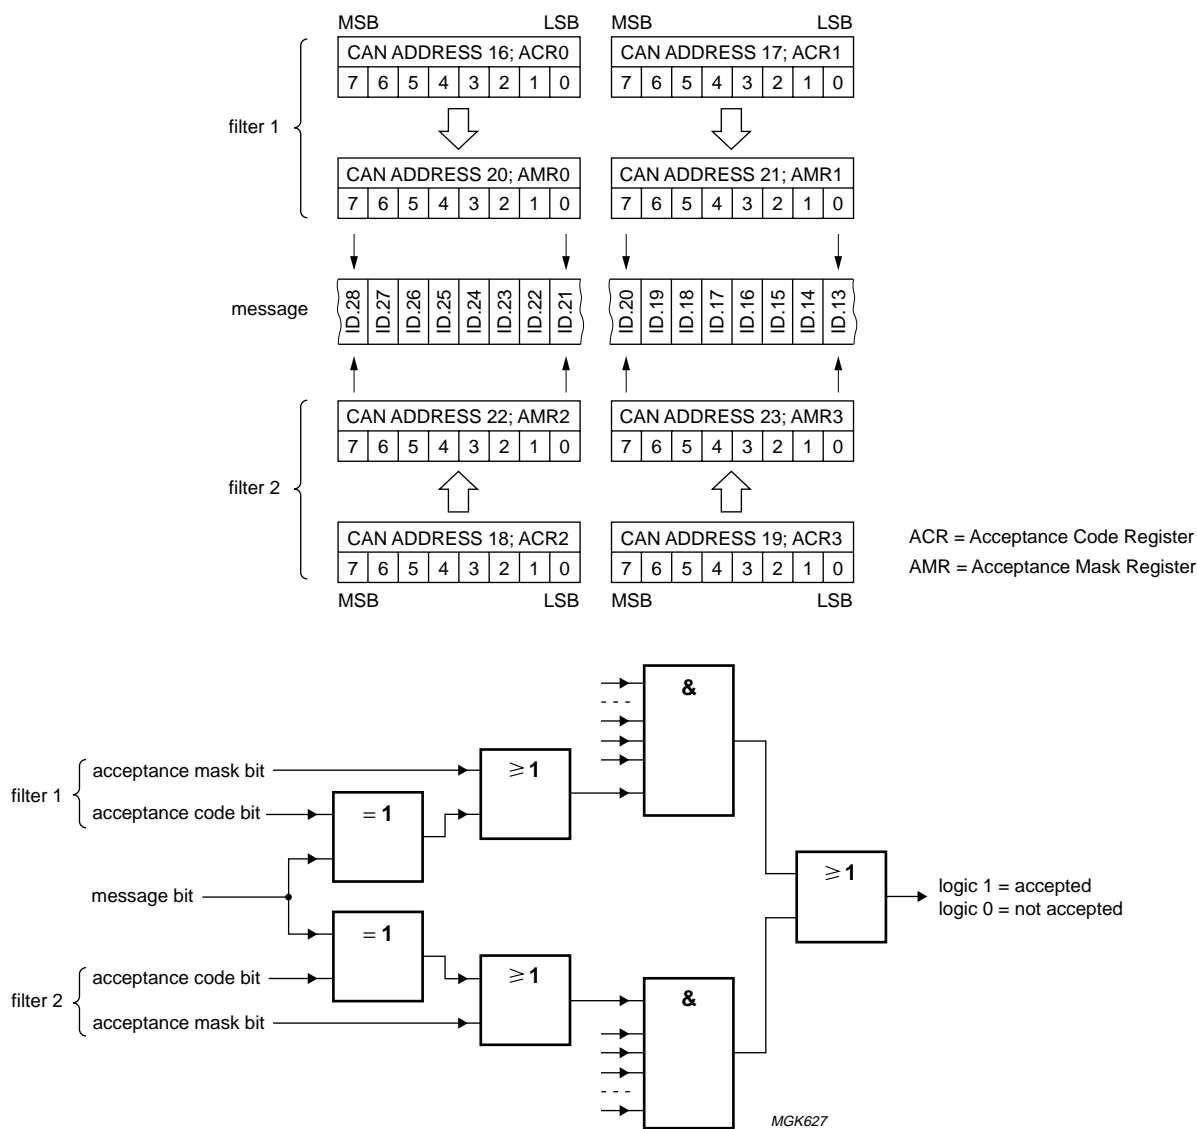 MSB LSB MSB LSB
CAN ADDRESS 16; ACR0 CAN ADDRESS 17; ACR1
7 6 5 4 3 2 1 0 7 6 5 4 3 2 1 0
filter 1
CAN ADDRESS 20; AMR0 CAN ADDRESS 21; AMR1
7 6 5 4 3 2 1 0 7 6 5 4 3 2 1 0
message ID.28 ID.27 ID.26 ID.25 ID.24 ID.23 ID.22 ID.21 ID.20 ID.19 ID.18 ID.17 ID.16 ID.15 ID.14 ID.13
CAN ADDRESS 22; AMR2 CAN ADDRESS 23; AMR3
7 6 5 4 3 2 1 0 7 6 5 4 3 2 1 0
filter 2
CAN ADDRESS 18; ACR2 CAN ADDRESS 19; ACR3
7 6 5 4 3 2 1 0 7 6 5 4 3 2 1 0
MSB LSB MSB LSB
ACR = Acceptance Code Register
AMR = Acceptance Mask Register
&
acceptance mask bit
≥ 1
filter 1
acceptance code bit
= 1
message bit
≥ 1
logic 1 = accepted
logic 0 = not accepted
= 1
acceptance code bit
≥ 1
filter 2
acceptance mask bit
&
MGK627